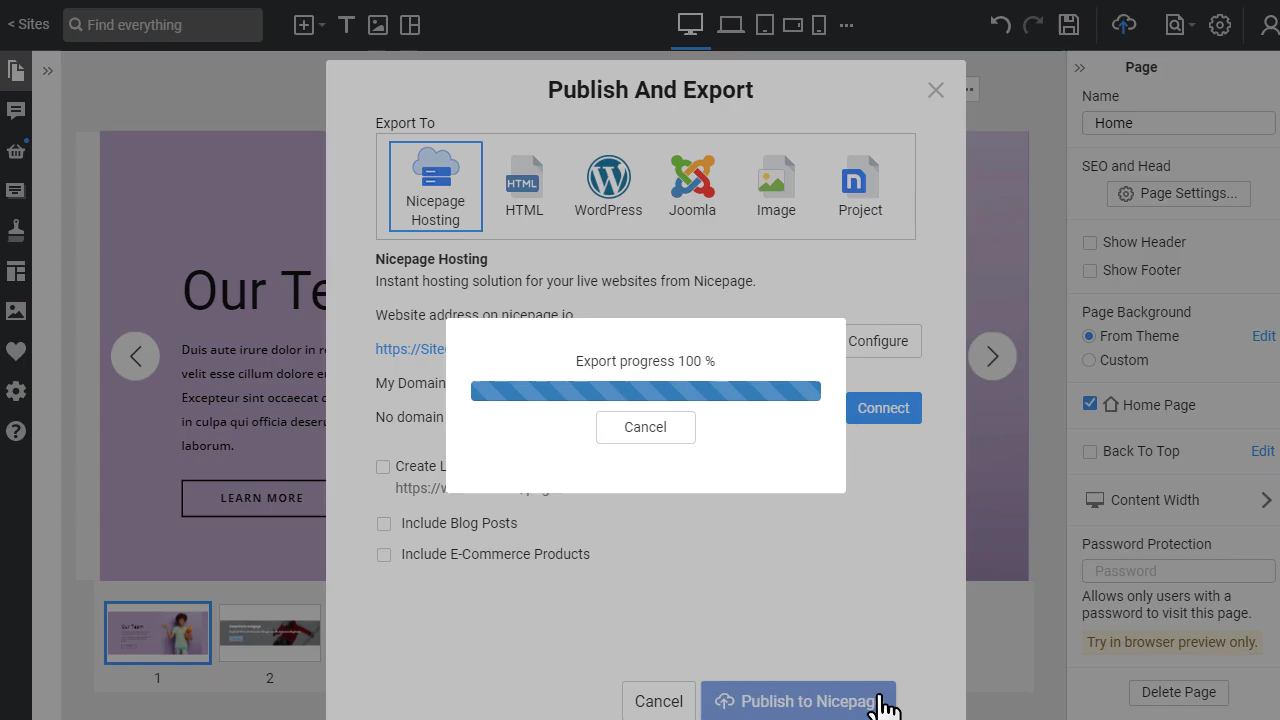 < Sites
Find everything
Publish And Export
Export To
Nicepage
Hosting
HTML
HTML
WordPress
Joomla
Image
Project
Nicepage Hosting
Instant hosting solution for your live websites from Nicepage.
Website address on nicepage.io
https://Site
Configure
My Domain
No domain
Connect
Export progress 100 %
Cancel
Create L
Include Blog Posts
Include E-Commerce Products
Cancel
Publish to Nicepag
Our Te
Duis aute irure dolor in r
velit esse cillum dolore e
Excepteur sint occaecat c
in culpa qui officia deseru
laborum.
LEARN MORE
Our Team
1
2
Page
Name
Home
SEO and Head
Page Settings...
Show Header
Show Footer
Page Background
From Theme
Edit
Custom
Home Page
Back To Top
Edit
Content Width
Password Protection
Password
Allows only users with a
password to visit this page.
Try in browser preview only.
Delete Page